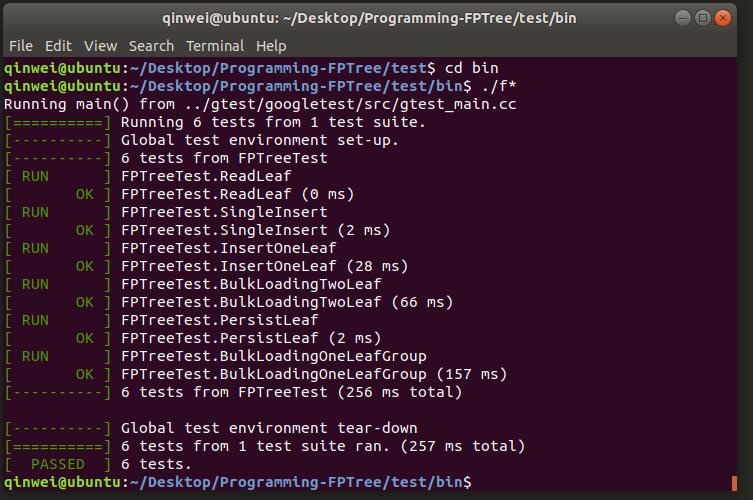 qinwei@ubuntu: ~/Desktop/Programming-FPTree/test/bin
File Edit View Search Terminal Help
qinwei@ubuntu:~/Desktop/Programming-FPTree/test$ cd bin
qinwei@ubuntu:~/Desktop/Programming-FPTree/test/bin$ ./f*
Running main() from ../gtest/googletest/src/gtest_main.cc
[==========] Running 6 tests from 1 test suite.
[----------] Global test environment set-up.
[----------] 6 tests from FPTreeTest
[ RUN      ] FPTreeTest.ReadLeaf
[       OK ] FPTreeTest.ReadLeaf (0 ms)
[ RUN      ] FPTreeTest.SingleInsert
[       OK ] FPTreeTest.SingleInsert (2 ms)
[ RUN      ] FPTreeTest.InsertOneLeaf
[       OK ] FPTreeTest.InsertOneLeaf (28 ms)
[ RUN      ] FPTreeTest.BulkLoadingTwoLeaf
[       OK ] FPTreeTest.BulkLoadingTwoLeaf (66 ms)
[ RUN      ] FPTreeTest.PersistLeaf
[       OK ] FPTreeTest.PersistLeaf (2 ms)
[ RUN      ] FPTreeTest.BulkLoadingOneLeafGroup
[       OK ] FPTreeTest.BulkLoadingOneLeafGroup (157 ms)
[----------] 6 tests from FPTreeTest (256 ms total)

[----------] Global test environment tear-down
[==========] 6 tests from 1 test suite ran. (257 ms total)
[  PASSED  ] 6 tests.
qinwei@ubuntu:~/Desktop/Programming-FPTree/test/bin$